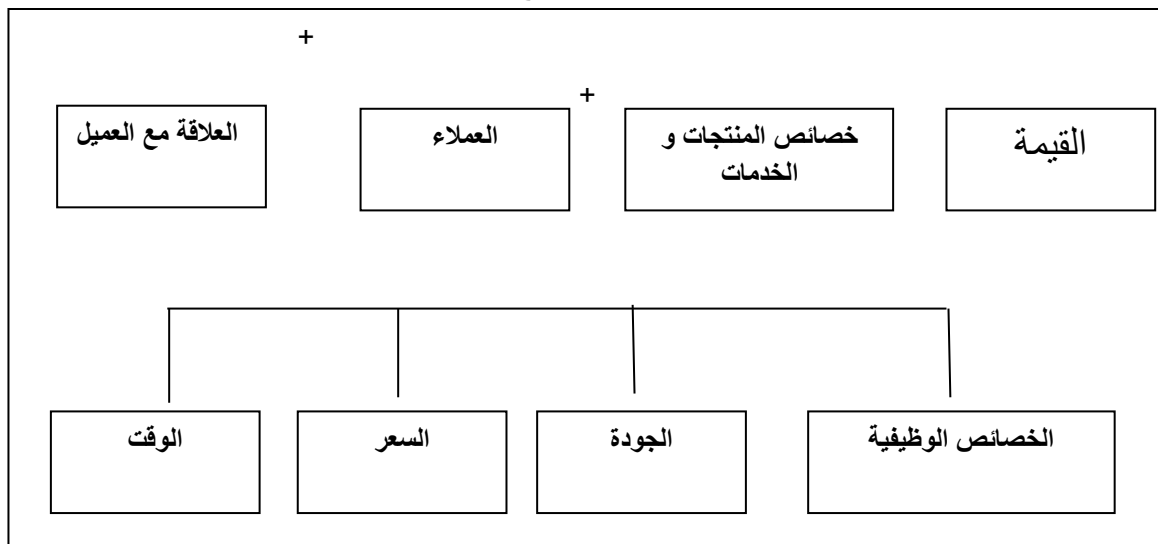 +
+
القيمة
خصائص المنتجات و
الخدمات
العملاء
العلاقة مع العميل
الخصائص الوظيفية
الجودة
السعر
الوقت